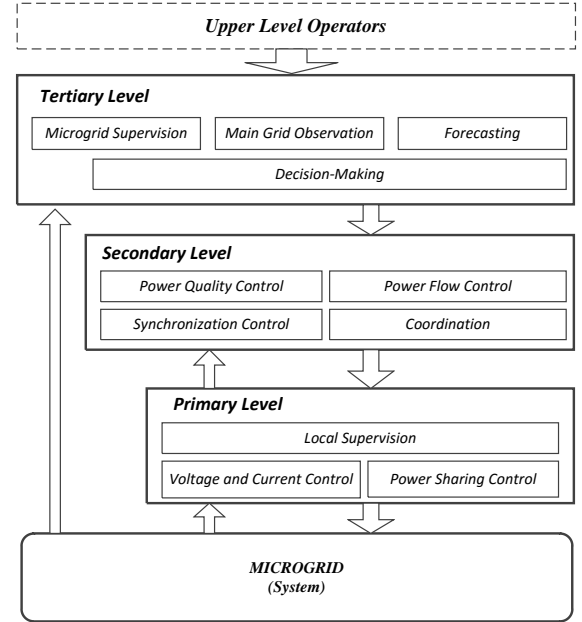 Upper Level Operators
Tertiary Level
Microgrid Supervision
Main Grid Observation
Forecasting
Decision-Making
Secondary Level
Power Quality Control
Power Flow Control
Synchronization Control
Coordination
Primary Level
Local Supervision
Voltage and Current Control
Power Sharing Control
MICROGRID
(System)